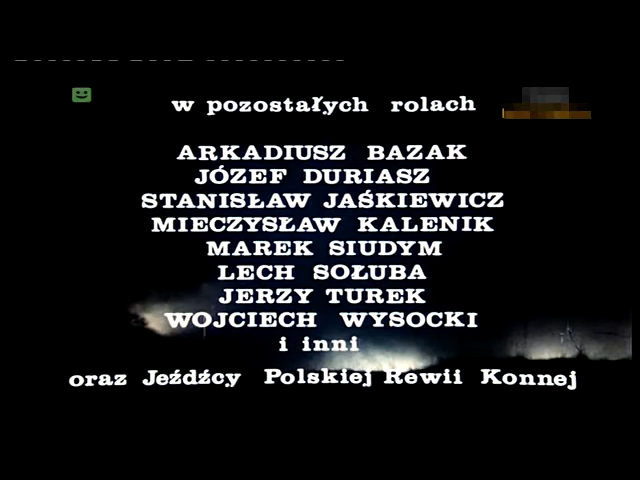 w pozostałych rolach
ARKADIUSZ BAZAK
JÓZEF DURIASZ
STANISŁAW JAŚKIEWICZ
MIECZYSŁAW KALENIK
MAREK SIUDYM
LECH SOŁUBA
JERZY TUREK
WOJCIECH WYSOCKI
i inni
oraz Jeźdźcy Polskiej Rewii Konnej